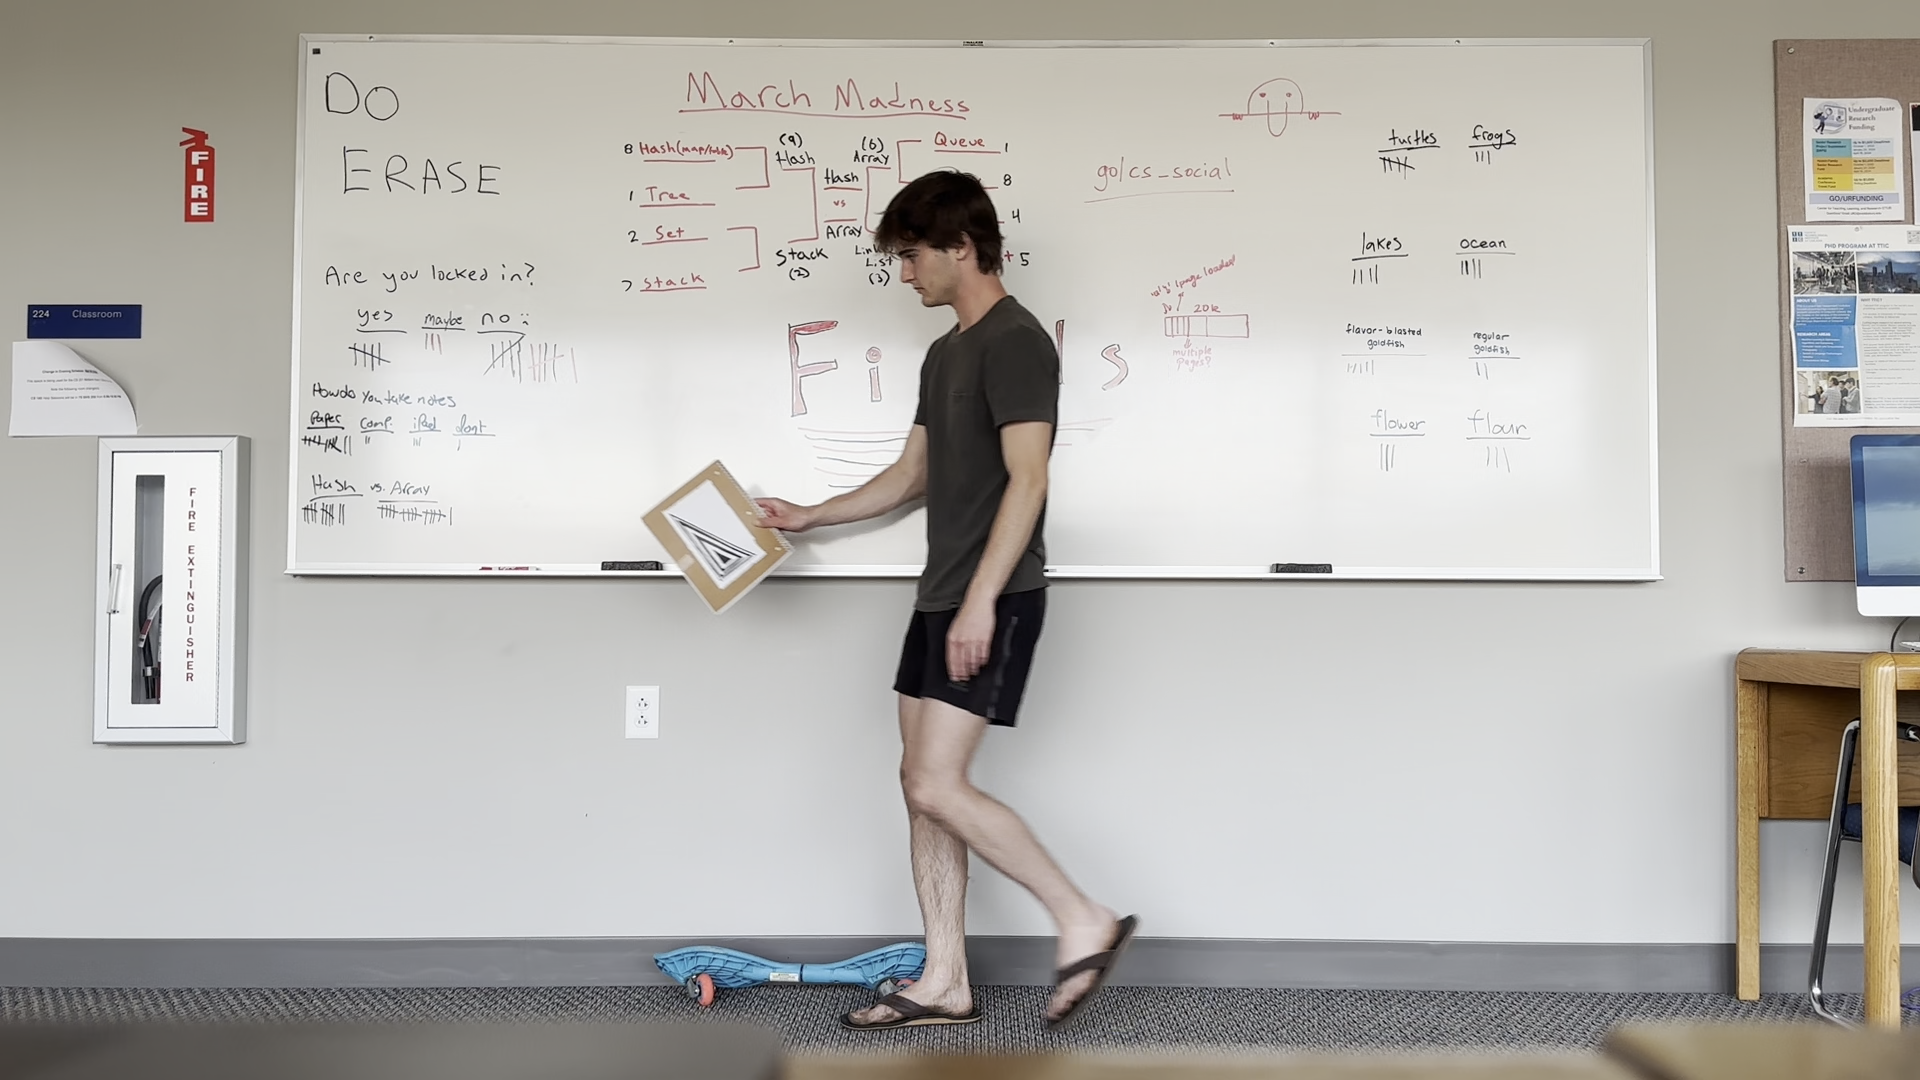 DO
ERASE
Are you locked in?
yes
maybe
no
How do you take notes
Paper
comp.
iPad
dont
Hash vs. Array
March Madness
8 Hash(map/table)
1 Tree
2 Set
7 stack
(9)
Hash
Hash
vs
Array
Stack
(2)
(6)
Array
List
(3)
Queue 1
8
4
5
Fi
s
go/cs_social
20k
multiple
pages?
turtles
frogs
lakes
ocean
flavor-blasted
goldfish
regular
goldfish
flower
flour
FIRE
224 Classroom
FIRE EXTINGUISHER
Undergraduate
Research
Funding
GO/URFUNDING
PHD PROGRAM AT TTIC